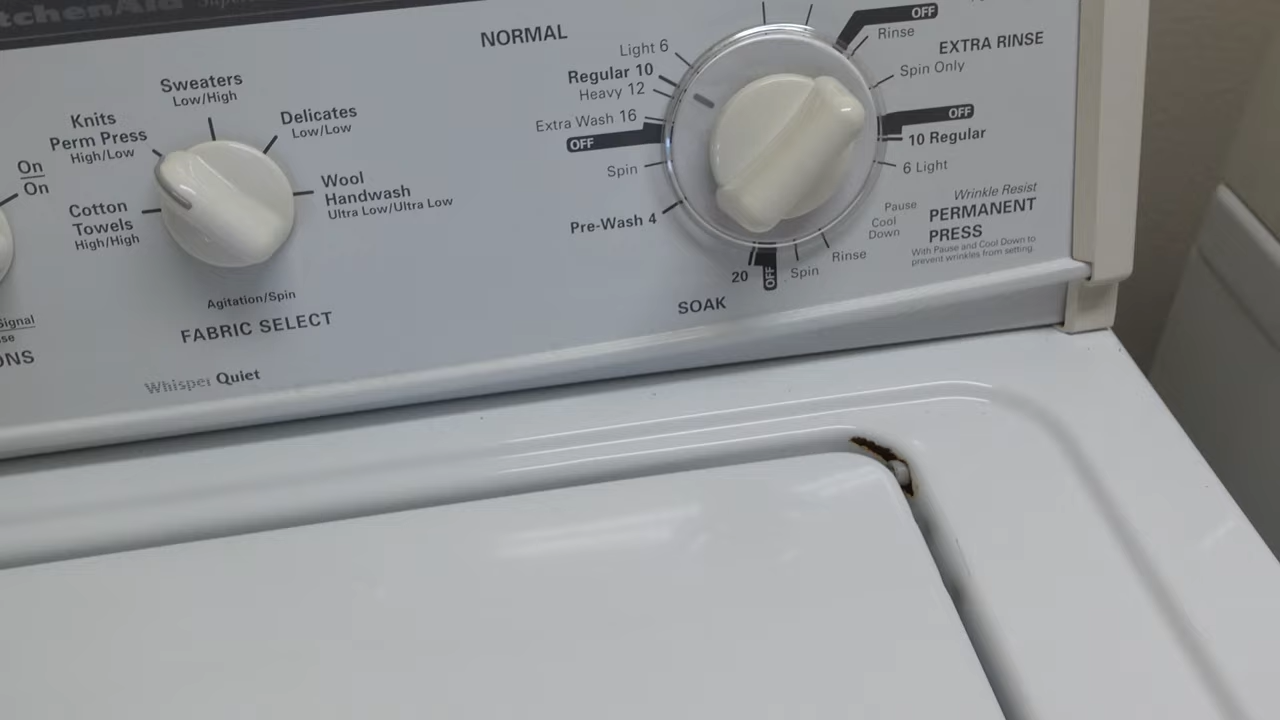 NORMAL
Light 6
Regular 10
Heavy 12
Extra Wash 16
OFF
Spin
Pre-Wash 4
20
OFF
Spin
Rinse
SOAK
OFF
Rinse
EXTRA RINSE
Spin Only
OFF
10 Regular
6 Light
Pause
Cool
Down
Wrinkle Resist
PERMANENT
PRESS
With Pause and Cool Down to
prevent wrinkles from setting.
Sweaters
Low/High
Knits
Perm Press
High/Low
Delicates
Low/Low
On
On
Cotton
Towels
High/High
Wool
Handwash
Ultra Low/Ultra Low
Agitation/Spin
FABRIC SELECT
Signal
Whisper Quiet